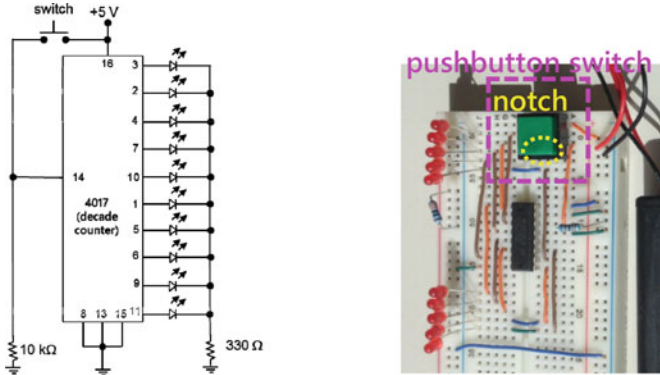 switch
+5 V
16
3
2
4
7
14
10
4017
(decade
counter)
1
5
6
9
8 13 15 11
10 kΩ
330 Ω
pushbutton switch
notch